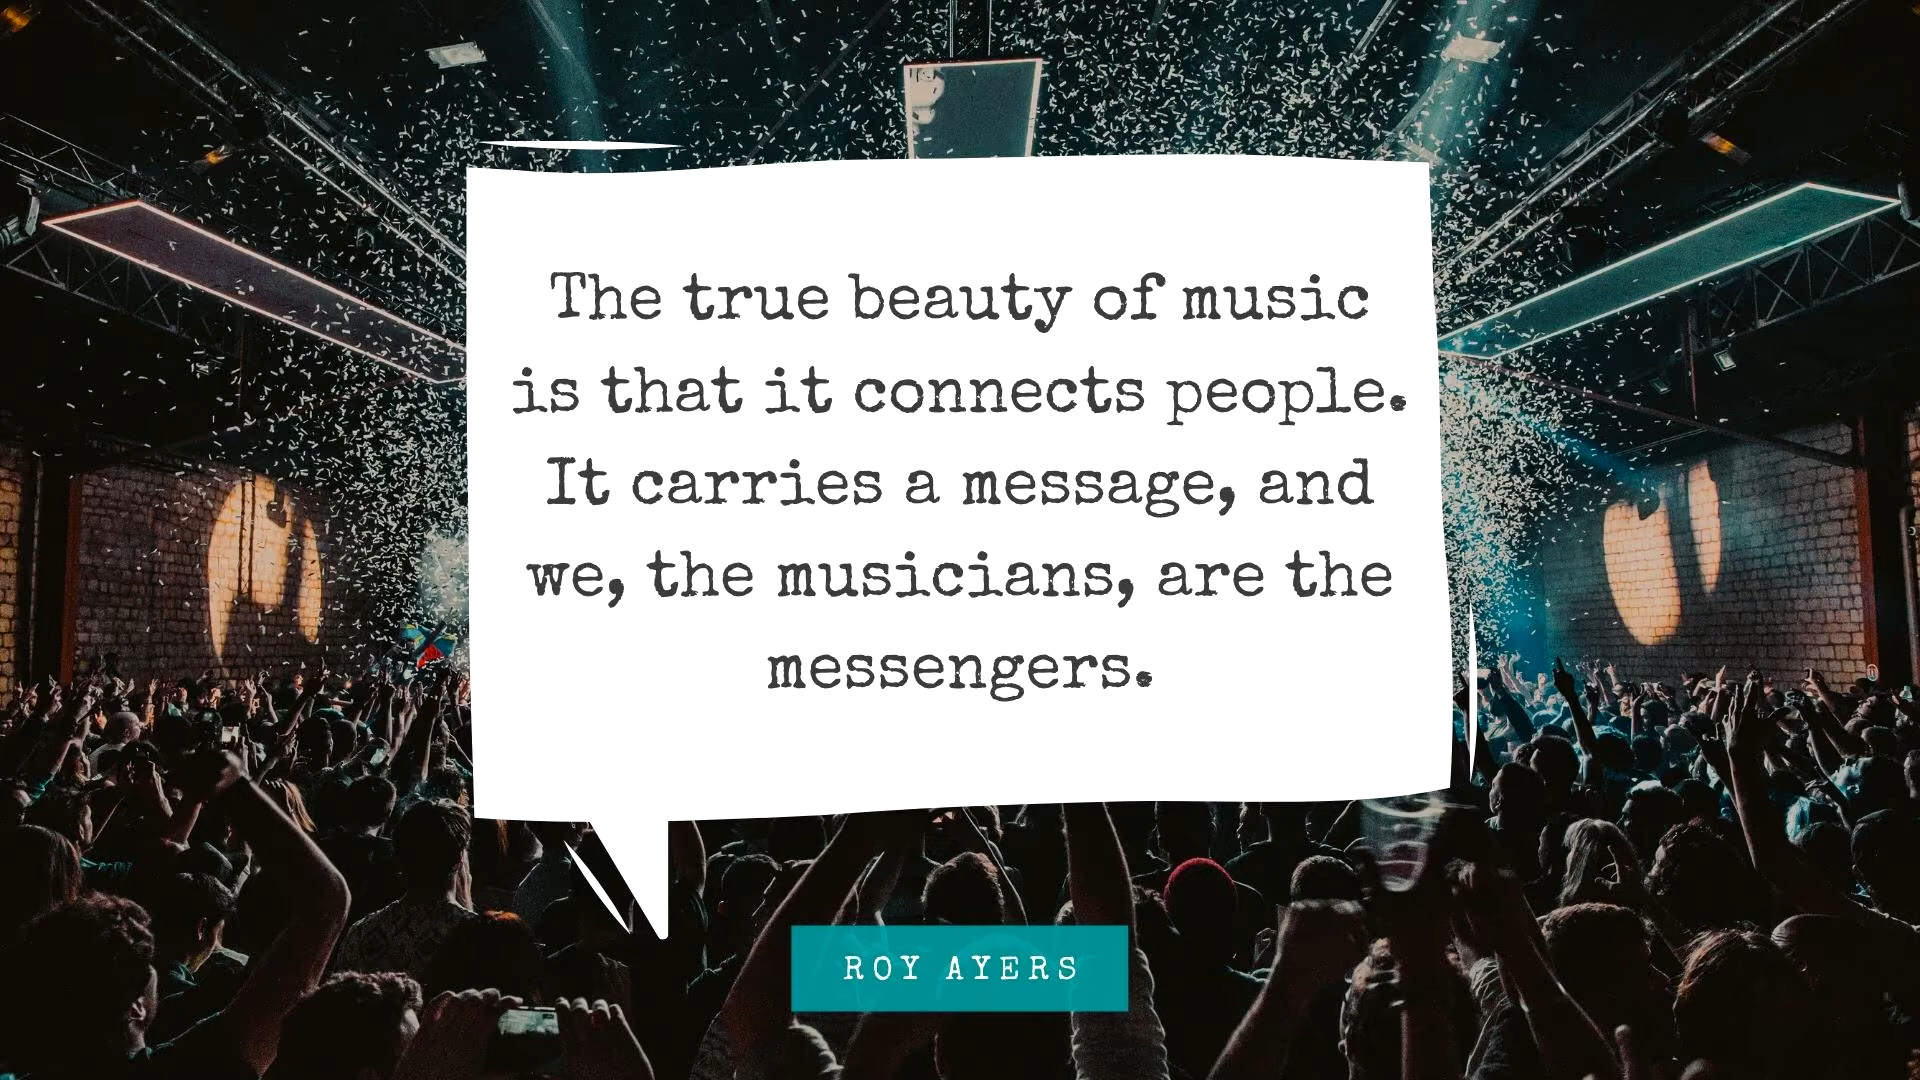 The true beauty of music
is that it connects people.
It carries a message, and
we, the musicians, are the
messengers.
ROY AYERS